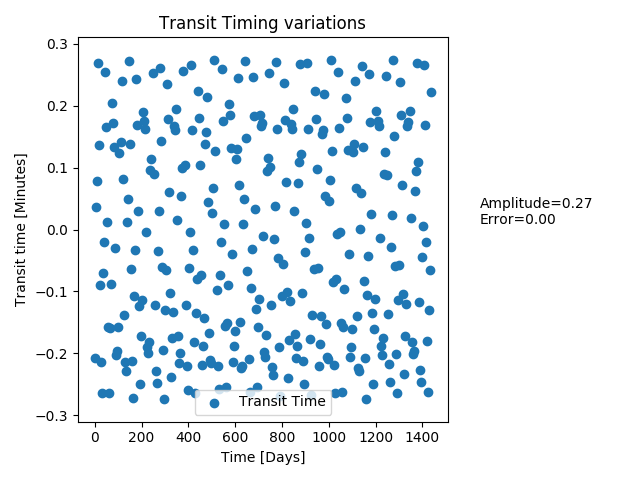 Transit Timing variations
Transit time [Minutes]
0.3
0.2
0.1
0.0
−0.1
−0.2
−0.3
Amplitude=0.27
Error=0.00
Transit Time
0 200 400 600 800 1000 1200 1400
Time [Days]